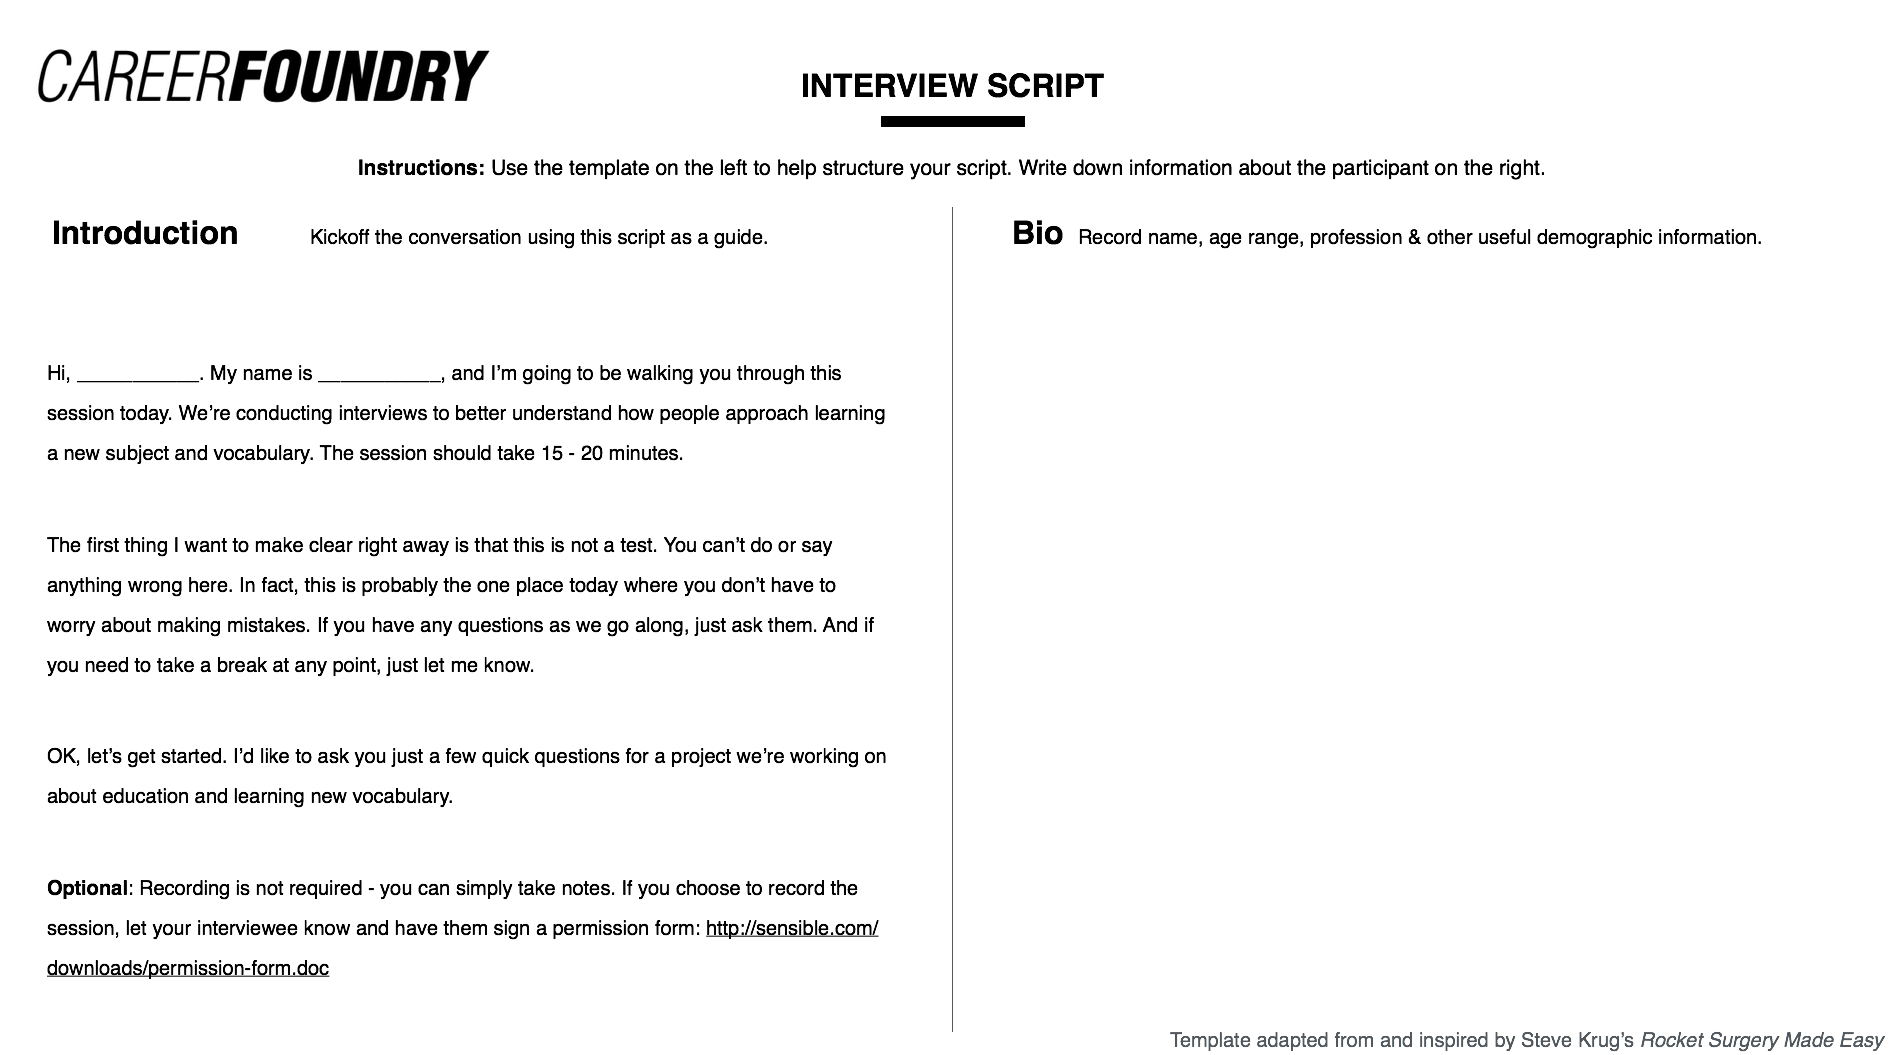 CAREERFOUNDRY
INTERVIEW SCRIPT
Instructions: Use the template on the left to help structure your script. Write down information about the participant on the right.
Introduction Kickoff the conversation using this script as a guide.
Hi, ___________. My name is ___________, and I’m going to be walking you through this
session today. We’re conducting interviews to better understand how people approach learning
a new subject and vocabulary. The session should take 15 - 20 minutes.
The first thing I want to make clear right away is that this is not a test. You can’t do or say
anything wrong here. In fact, this is probably the one place today where you don’t have to
worry about making mistakes. If you have any questions as we go along, just ask them. And if
you need to take a break at any point, just let me know.
OK, let’s get started. I’d like to ask you just a few quick questions for a project we’re working on
about education and learning new vocabulary.
Optional: Recording is not required - you can simply take notes. If you choose to record the
session, let your interviewee know and have them sign a permission form: http://sensible.com/
downloads/permission-form.doc
Bio Record name, age range, profession & other useful demographic information.
Template adapted from and inspired by Steve Krug’s Rocket Surgery Made Easy